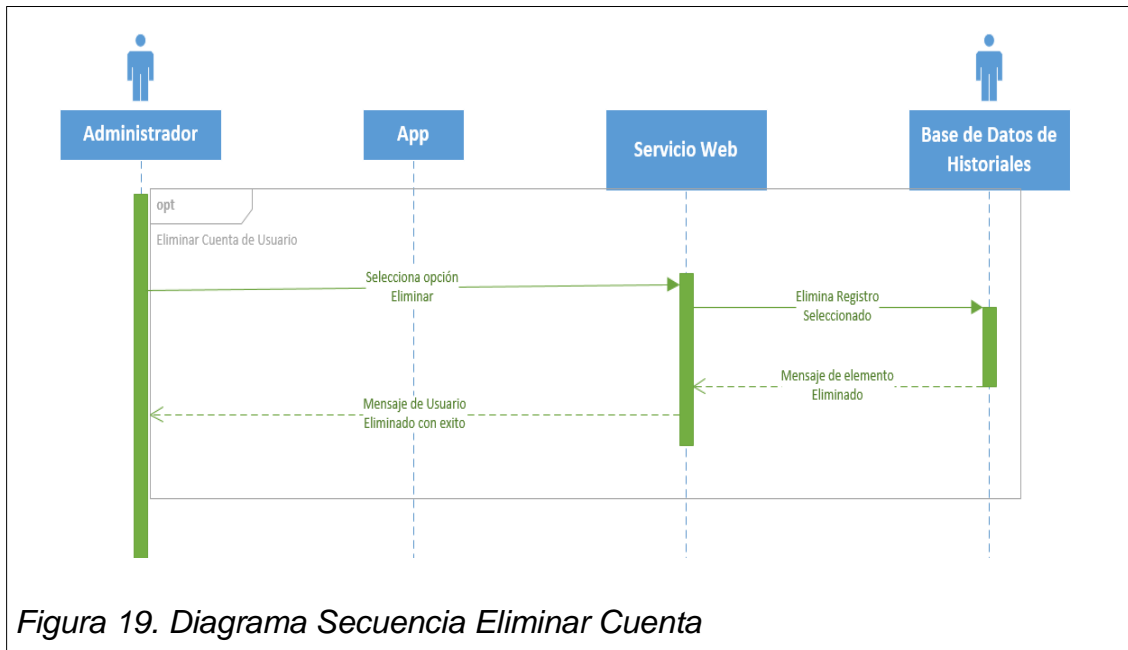 Administrador
App
Servicio Web
Base de Datos de
Historiales
opt
Eliminar Cuenta de Usuario
Selecciona opción
Eliminar
Elimina Registro
Seleccionado
Mensaje de elemento
Eliminado
Mensaje de Usuario
Eliminado con exito
Figura 19. Diagrama Secuencia Eliminar Cuenta